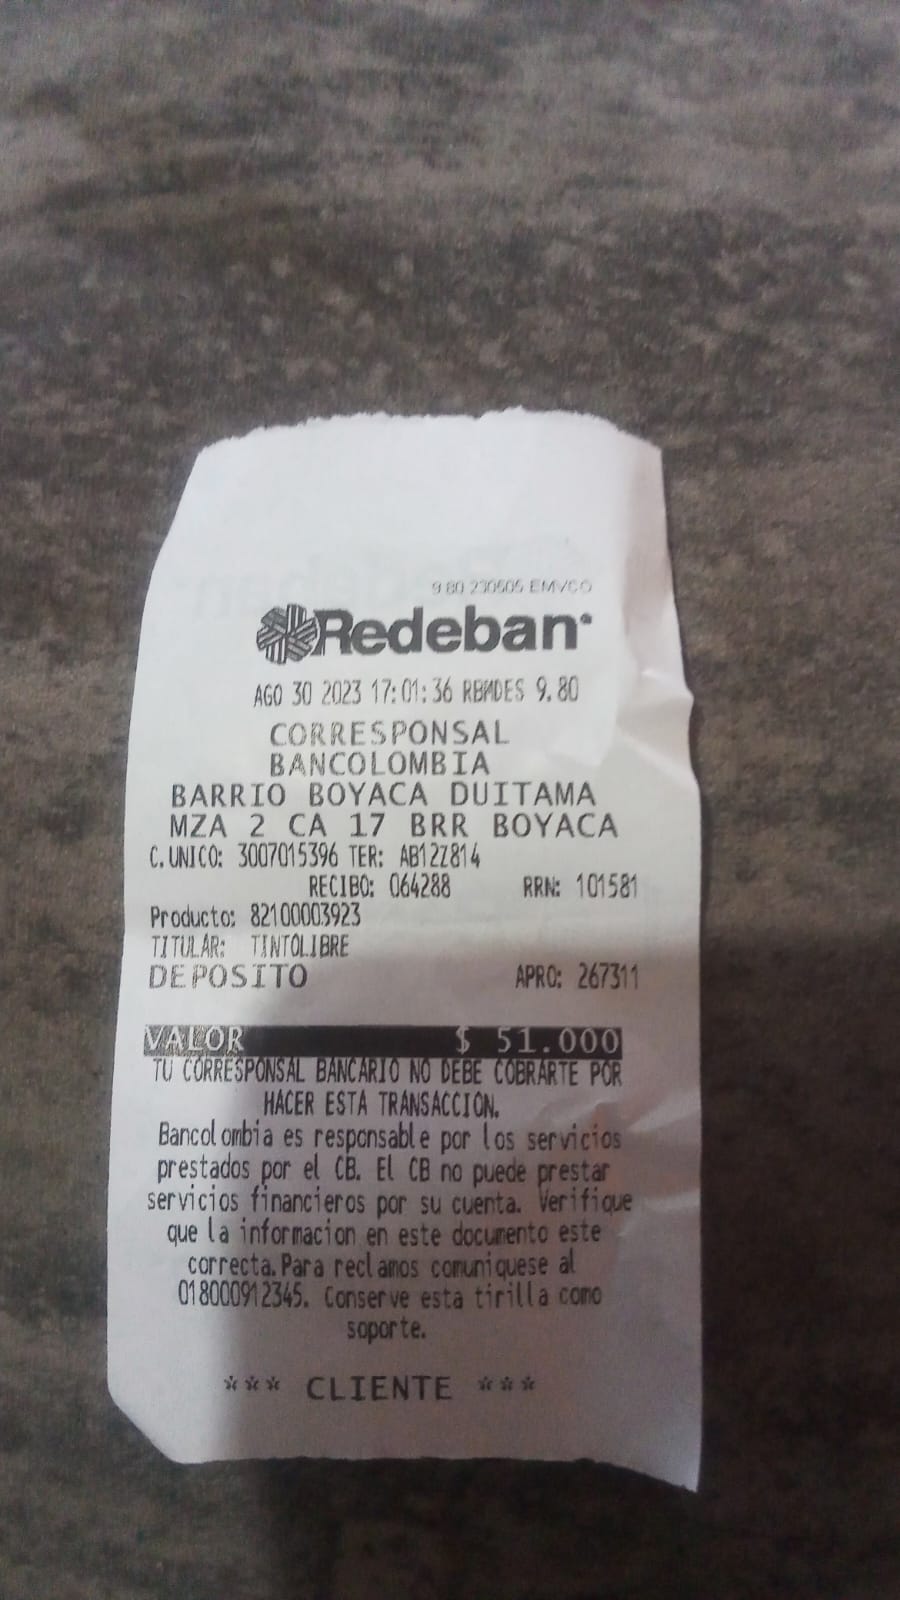 9.80 230505 EMVCO
Redeban
AGO 30 2023 17:01:36 RBMDES 9.80
CORRESPONSAL
BANCOLOMBIA
BARRIO BOYACA DUITAMA
MZA 2 CA 17 BRR BOYACA
C.UNICO: 3007015396 TER: AB12Z814
RECIBO: 064288 RRN: 101581
Producto: 82100003923
TITULAR: TINTOLIBRE
DEPOSITO APRO: 267311
VALOR $ 51.000
TU CORRESPONSAL BANCARIO NO DEBE COBRARTE POR
HACER ESTA TRANSACCION.
Bancolombia es responsable por los servicios
prestados por el CB. El CB no puede prestar
servicios financieros por su cuenta. Verifique
que la informacion en este documento este
correcta.Para reclamos comuniquese al
018000912345. Conserve esta tirilla como
soporte.
*** CLIENTE ***